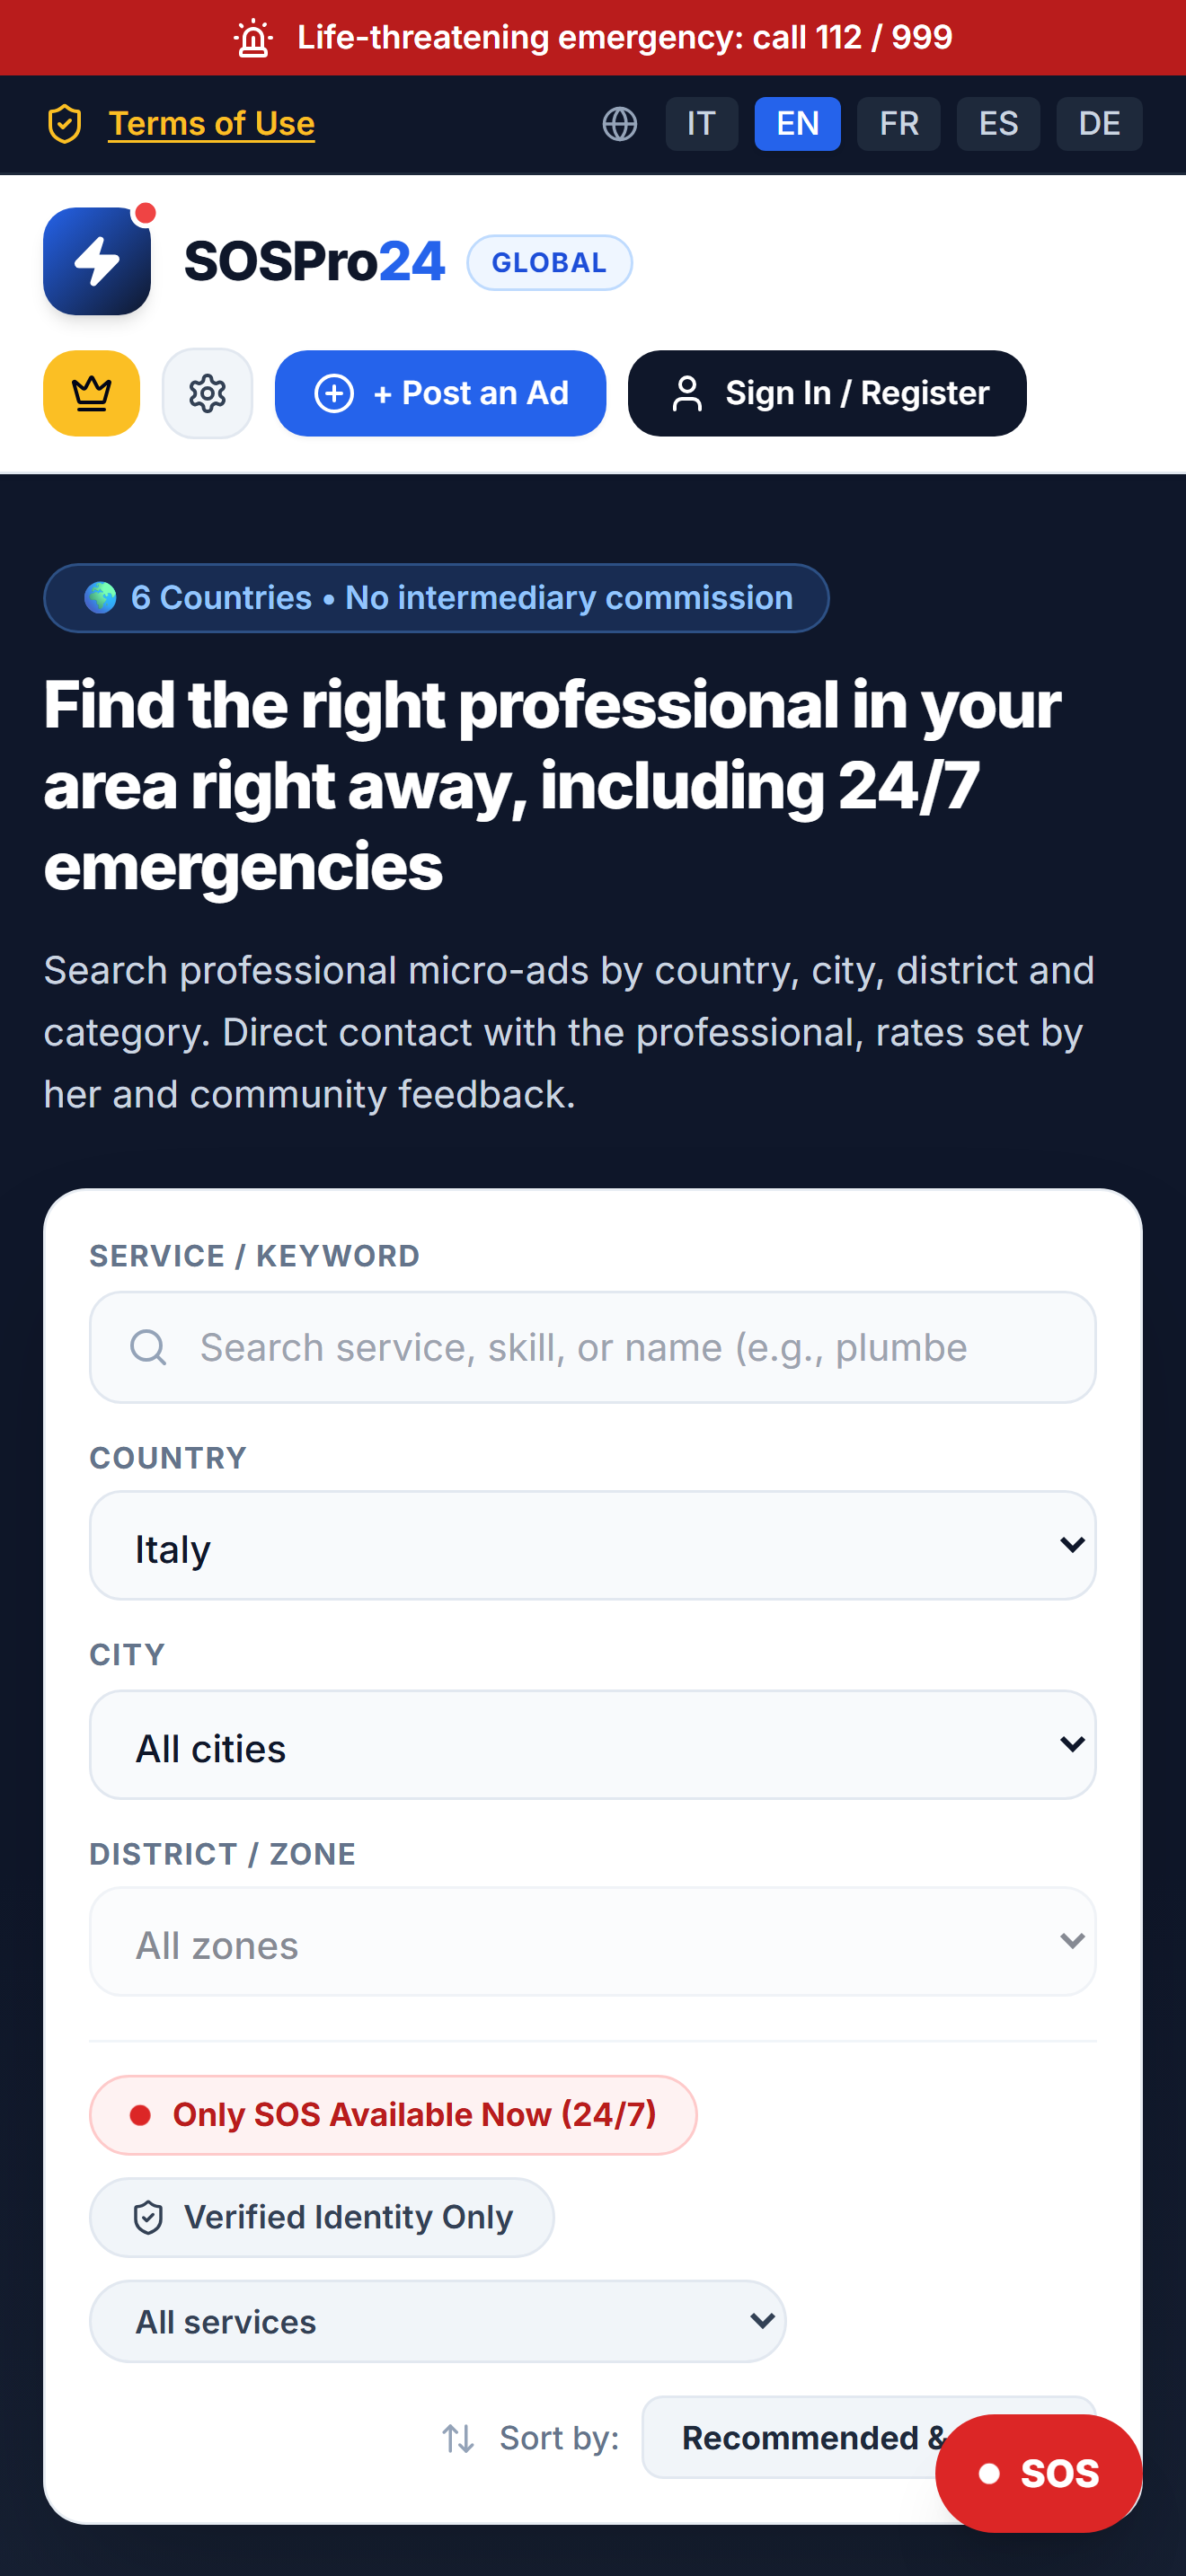 Life-threatening emergency: call 112 / 999
Terms of Use
IT
EN
FR
ES
DE
SOSPro24
GLOBAL
+ Post an Ad
Sign In / Register
6 Countries • No intermediary commission
Find the right professional in your
area right away, including 24/7
emergencies
Search professional micro-ads by country, city, district and
category. Direct contact with the professional, rates set by
her and community feedback.
SERVICE / KEYWORD
Search service, skill, or name (e.g., plumbe
COUNTRY
Italy
CITY
All cities
DISTRICT / ZONE
All zones
Only SOS Available Now (24/7)
Verified Identity Only
All services
Sort by:
Recommended &
SOS